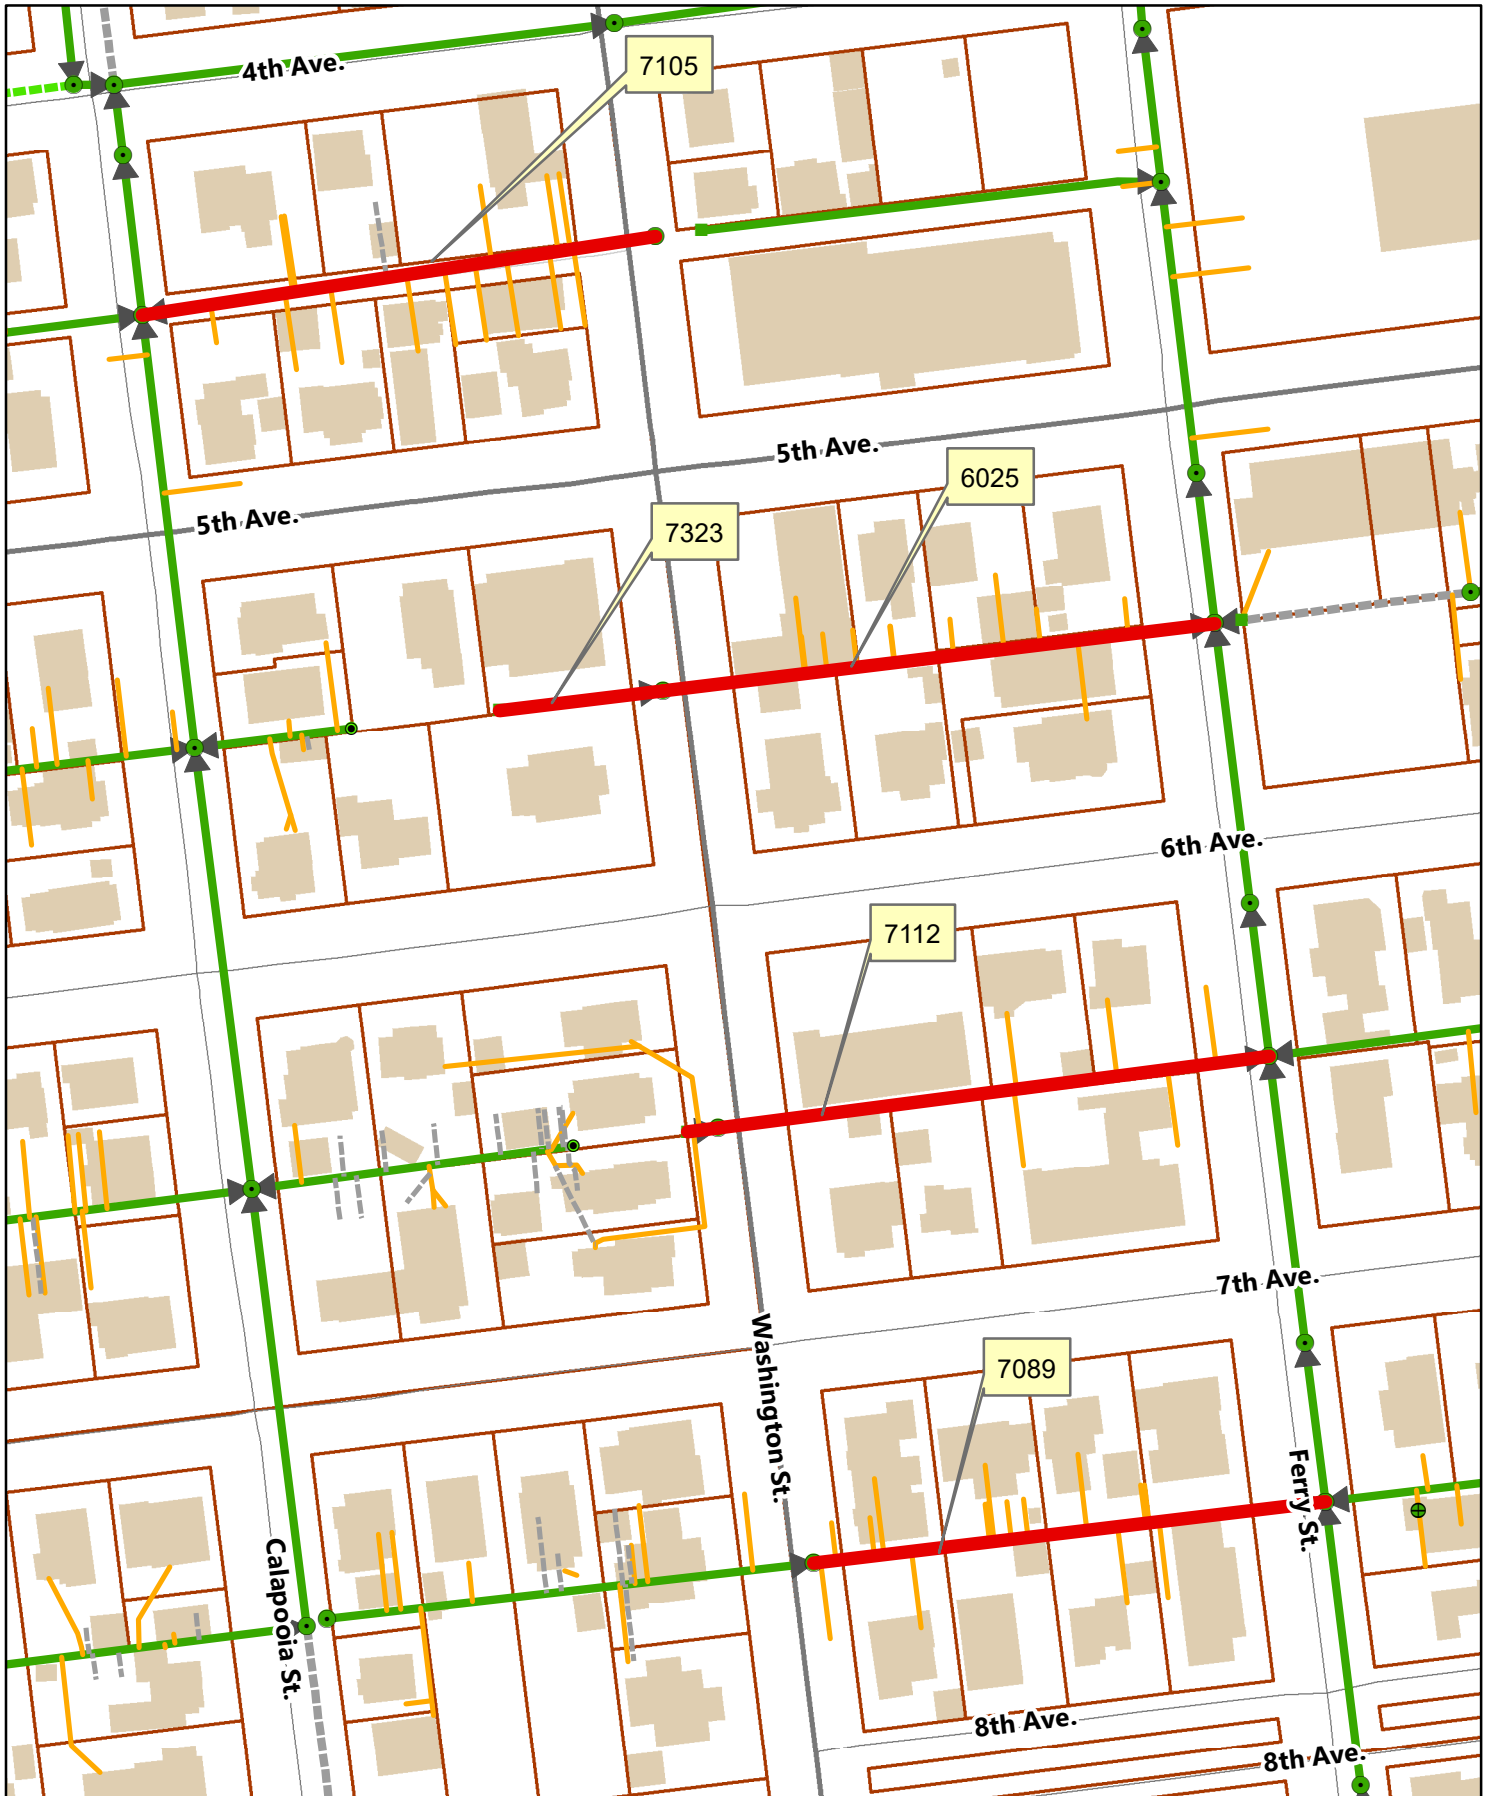 4th Ave.
7105
5th Ave.
6025
5th Ave.
7323
6th Ave.
7112
7th Ave.
Washington St.
7089
Ferry St.
Calapooia St.
8th Ave.
8th Ave.